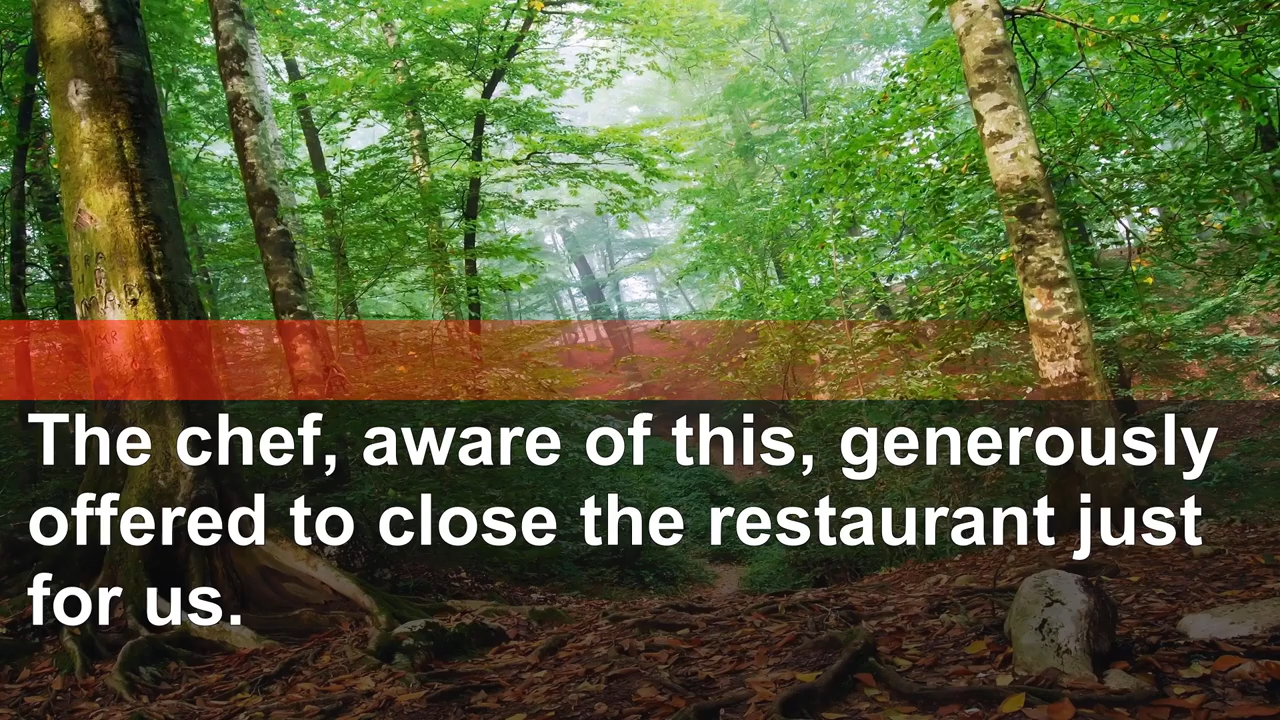 The chef, aware of this, generously
offered to close the restaurant just
for us.